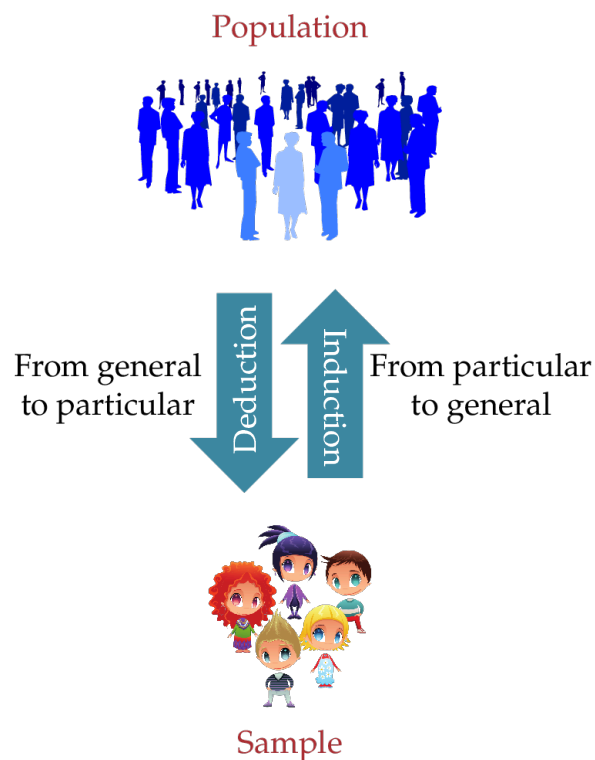 Population
From general
to particular
Deduction
Induction
From particular
to general
Sample